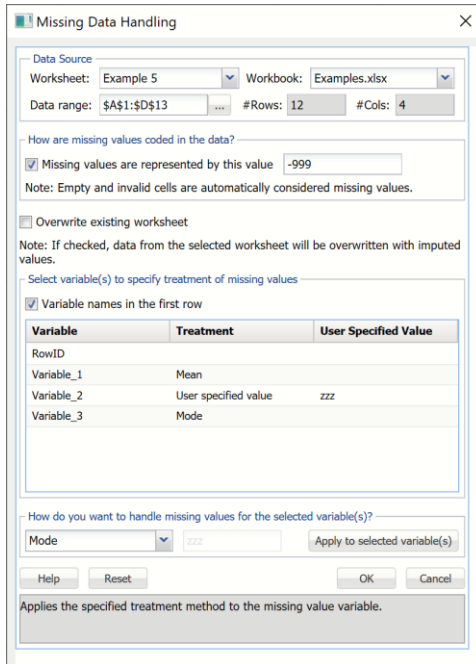 Missing Data Handling
Data Source
Worksheet: Example 5 Workbook: Examples.xlsx
Data range: $A$1:$D$13 ... #Rows: 12 #Cols: 4
How are missing values coded in the data?
Missing values are represented by this value -999
Note: Empty and invalid cells are automatically considered missing values.
Overwrite existing worksheet
Note: If checked, data from the selected worksheet will be overwritten with imputed
values.
Select variable(s) to specify treatment of missing values
Variable names in the first row
Variable Treatment User Specified Value
RowID
Variable_1 Mean
Variable_2 User specified value zzz
Variable_3 Mode
How do you want to handle missing values for the selected variable(s)?
Mode zzz Apply to selected variable(s)
Help Reset OK Cancel
Applies the specified treatment method to the missing value variable.